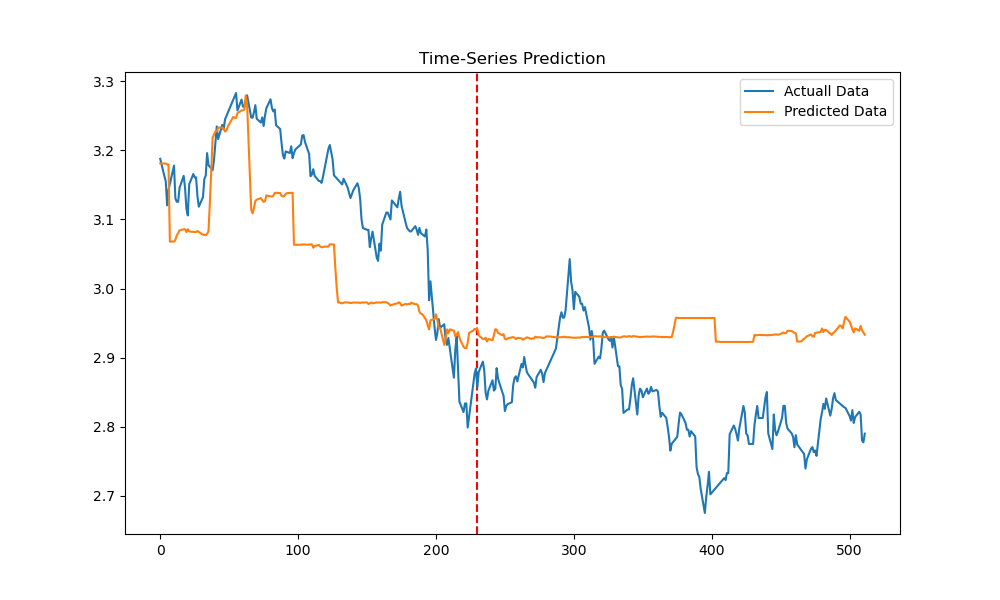 Time-Series Prediction
Actuall Data
Predicted Data
3.3
3.2
3.1
3.0
2.9
2.8
2.7
0 100 200 300 400 500